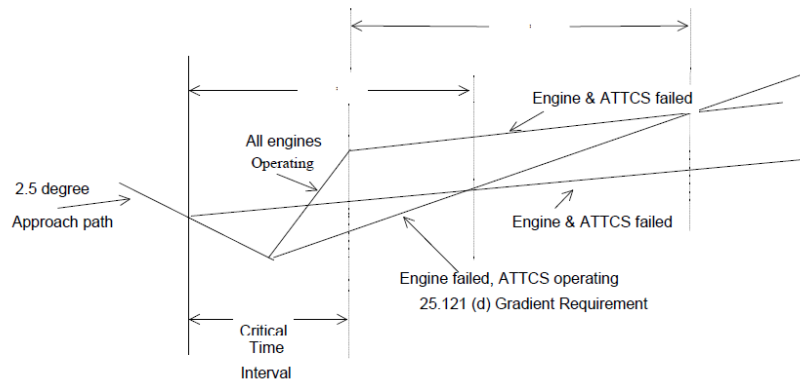 Engine & ATTCS failed
All engines
Operating
2.5 degree
Approach path
Engine & ATTCS failed
Engine failed, ATTCS operating
25.121 (d) Gradient Requirement
Critical
Time
Interval